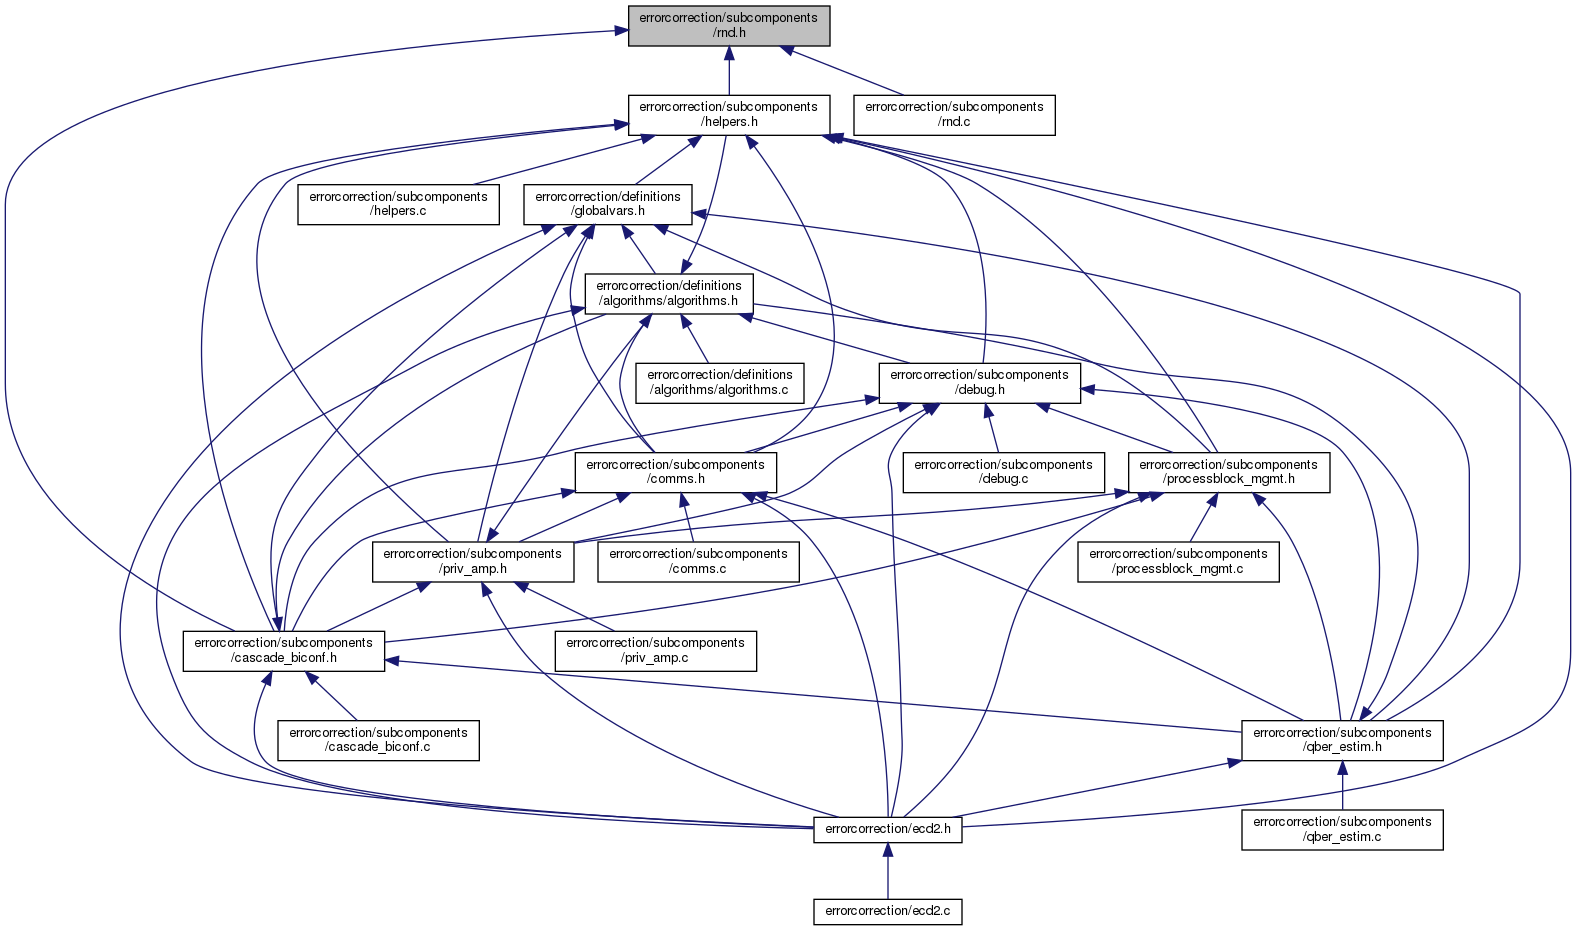 errorcorrection/subcomponents
/rnd.h
errorcorrection/subcomponents
/helpers.h
errorcorrection/subcomponents
/rnd.c
errorcorrection/subcomponents
/helpers.c
errorcorrection/definitions
/globalvars.h
errorcorrection/definitions
/algorithms/algorithms.h
errorcorrection/definitions
/algorithms/algorithms.c
errorcorrection/subcomponents
/debug.h
errorcorrection/subcomponents
/comms.h
errorcorrection/subcomponents
/debug.c
errorcorrection/subcomponents
/processblock_mgmt.h
errorcorrection/subcomponents
/priv_amp.h
errorcorrection/subcomponents
/comms.c
errorcorrection/subcomponents
/processblock_mgmt.c
errorcorrection/subcomponents
/cascade_biconf.h
errorcorrection/subcomponents
/priv_amp.c
errorcorrection/subcomponents
/cascade_biconf.c
errorcorrection/subcomponents
/qber_estim.h
errorcorrection/ecd2.h
errorcorrection/subcomponents
/qber_estim.c
errorcorrection/ecd2.c